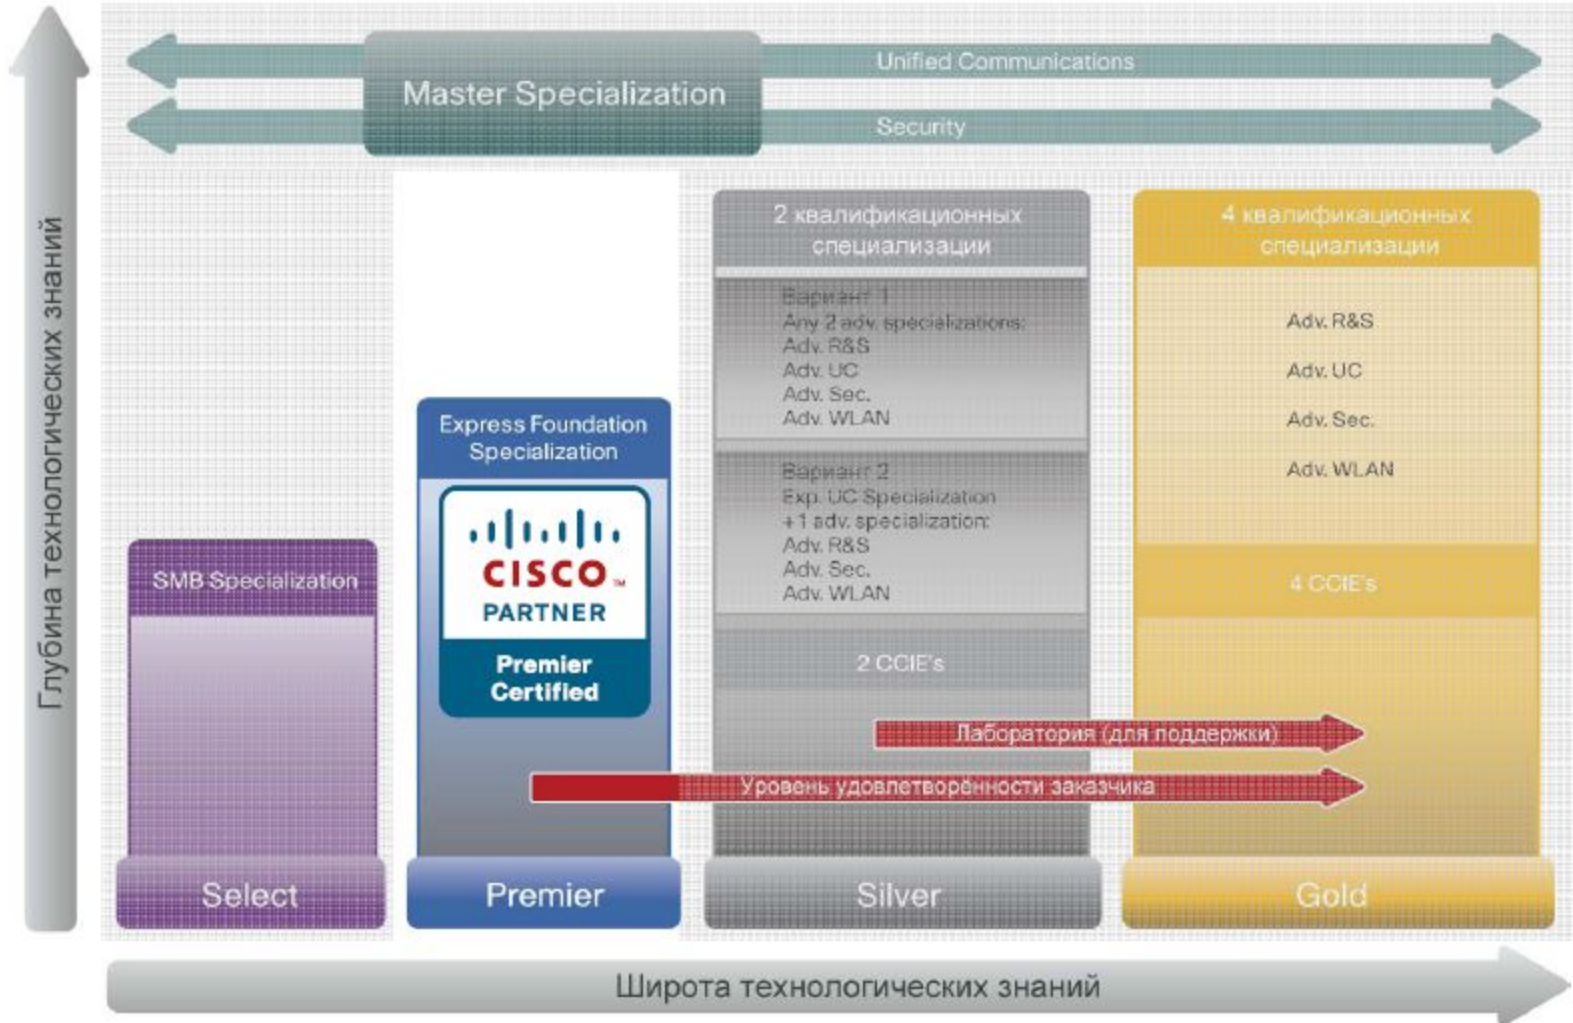 Глубина технологических знаний
Master Specialization
Unified Communications
Security
SMB Specialization
Select
Express Foundation
Specialization
CISCO™
PARTNER
Premier
Certified
Premier
2 квалификационных
специализации
Вариант 1
Any 2 adv. specializations:
Adv. R&S
Adv. UC
Adv. Sec.
Adv. WLAN
Вариант 2
Exp. UC Specialization
+1 adv. specialization:
Adv. R&S
Adv. Sec.
Adv. WLAN
2 CCIE's
Silver
4 квалификационных
специализации
Adv. R&S
Adv. UC
Adv. Sec.
Adv. WLAN
4 CCIE's
Gold
Лаборатория (для поддержки)
Уровень удовлетворённости заказчика
Широта технологических знаний